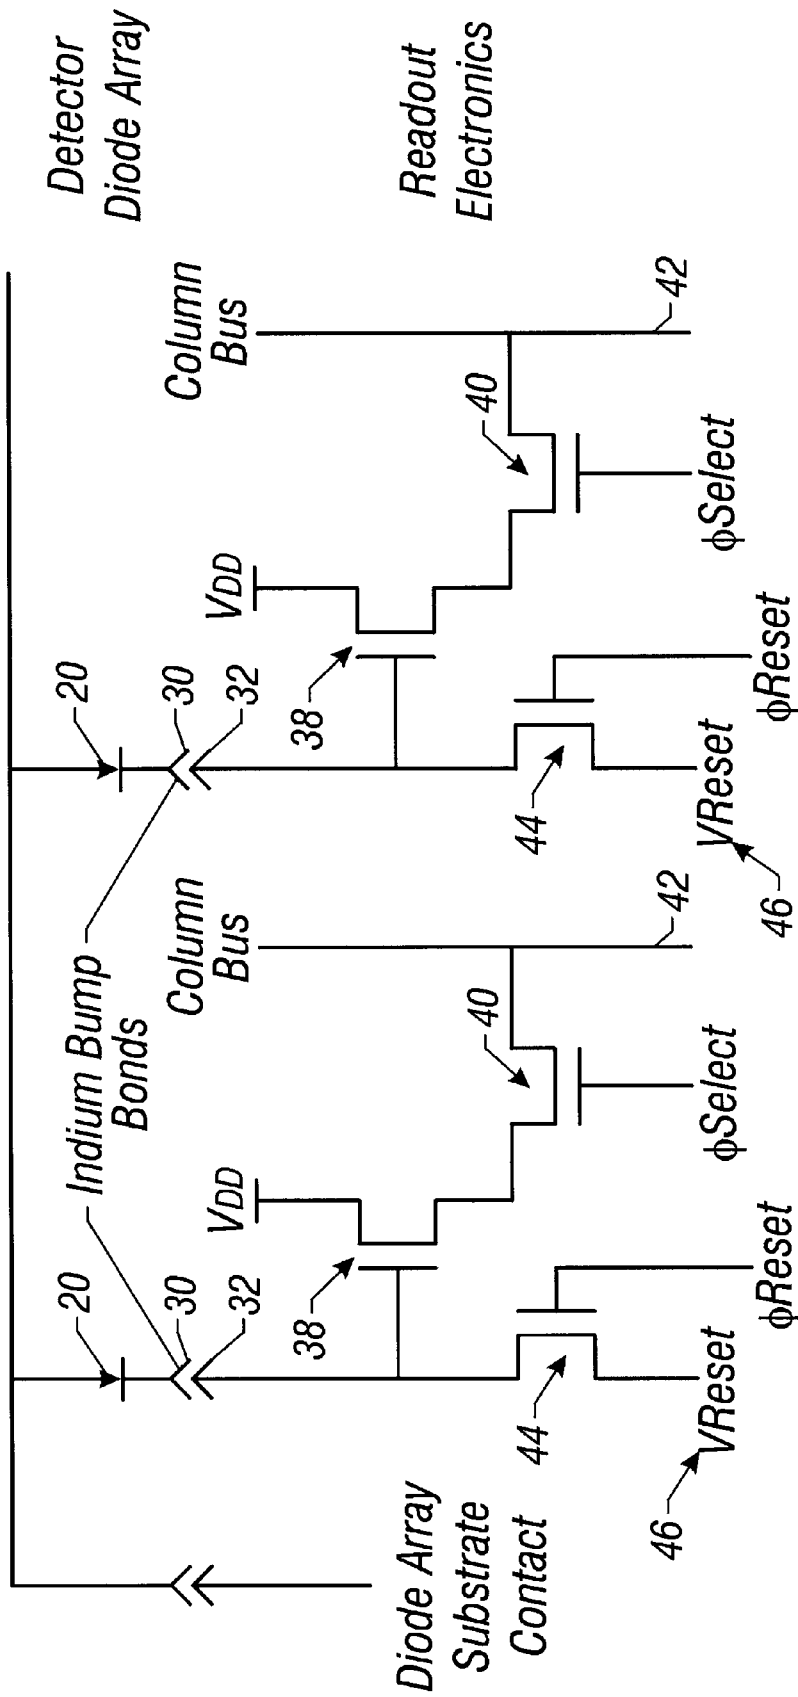 Detector
Diode Array
Readout
Electronics
Indium Bump
Bonds
20
30
32
20
30
32
VDD
Column
Bus
VDD
Column
Bus
38
40
38
40
42
42
44
44
46
VReset
ϕReset
ϕSelect
46
VReset
ϕReset
ϕSelect
Diode Array
Substrate
Contact